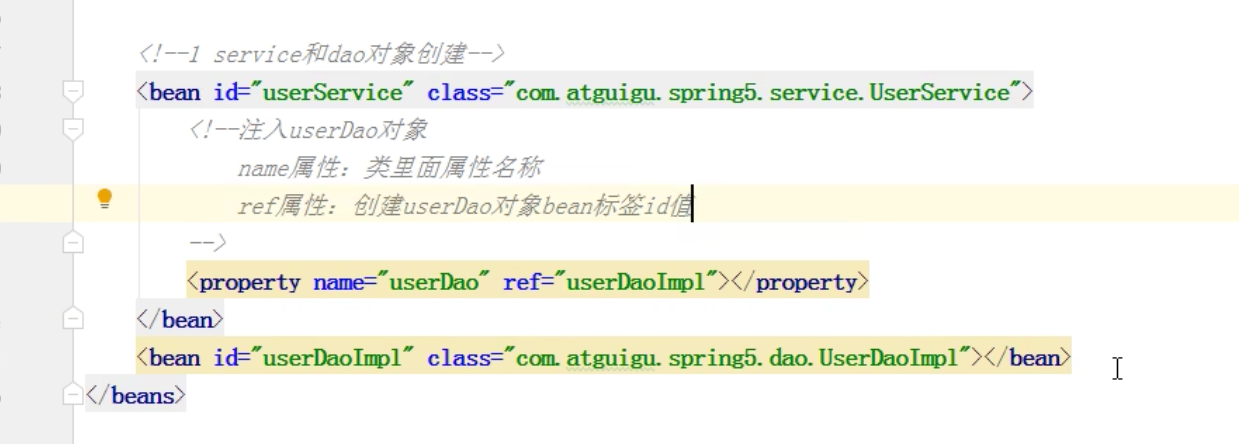 <!--1 service和dao对象创建-->
<bean id="userService" class="com.atguigu.spring5.service.UserService">
<!--注入userDao对象
name属性：类里面属性名称
ref属性：创建userDao对象bean标签id值
-->
<property name="userDao" ref="userDaoImpl"></property>
</bean>
<bean id="userDaoImpl" class="com.atguigu.spring5.dao.UserDaoImpl"></bean>
</beans>